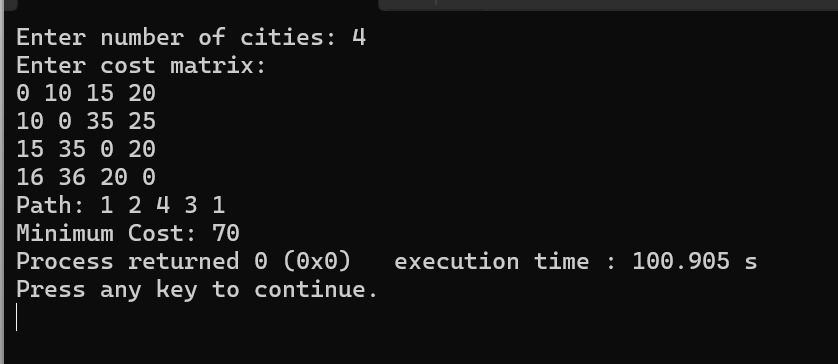 Enter number of cities: 4
Enter cost matrix:
0 10 15 20
10 0 35 25
15 35 0 20
16 36 20 0
Path: 1 2 4 3 1
Minimum Cost: 70
Process returned 0 (0x0)   execution time : 100.905 s
Press any key to continue.